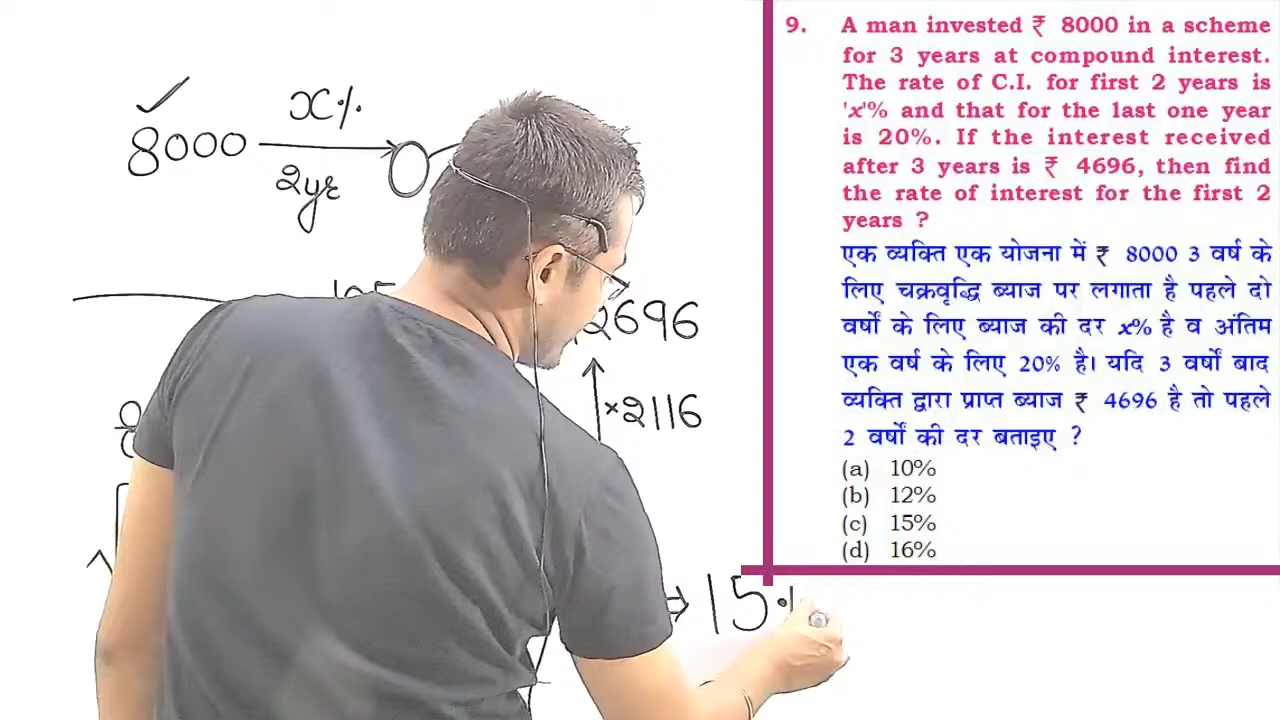 9. A man invested ₹ 8000 in a scheme
for 3 years at compound interest.
The rate of C.I. for first 2 years is
'x'% and that for the last one year
is 20%. If the interest received
after 3 years is ₹ 4696, then find
the rate of interest for the first 2
years ?
एक व्यक्ति एक योजना में ₹ 8000 3 वर्ष के
लिए चक्रवृद्धि ब्याज पर लगाता है पहले दो
वर्षों के लिए ब्याज की दर x% है व अंतिम
एक वर्ष के लिए 20% है। यदि 3 वर्षों बाद
व्यक्ति द्वारा प्राप्त ब्याज ₹ 4696 है तो पहले
2 वर्षों की दर बताइए ?
(a) 10%
(b) 12%
(c) 15%
(d) 16%
x%
8000
2yr
2696
×2116
⇒ 15%